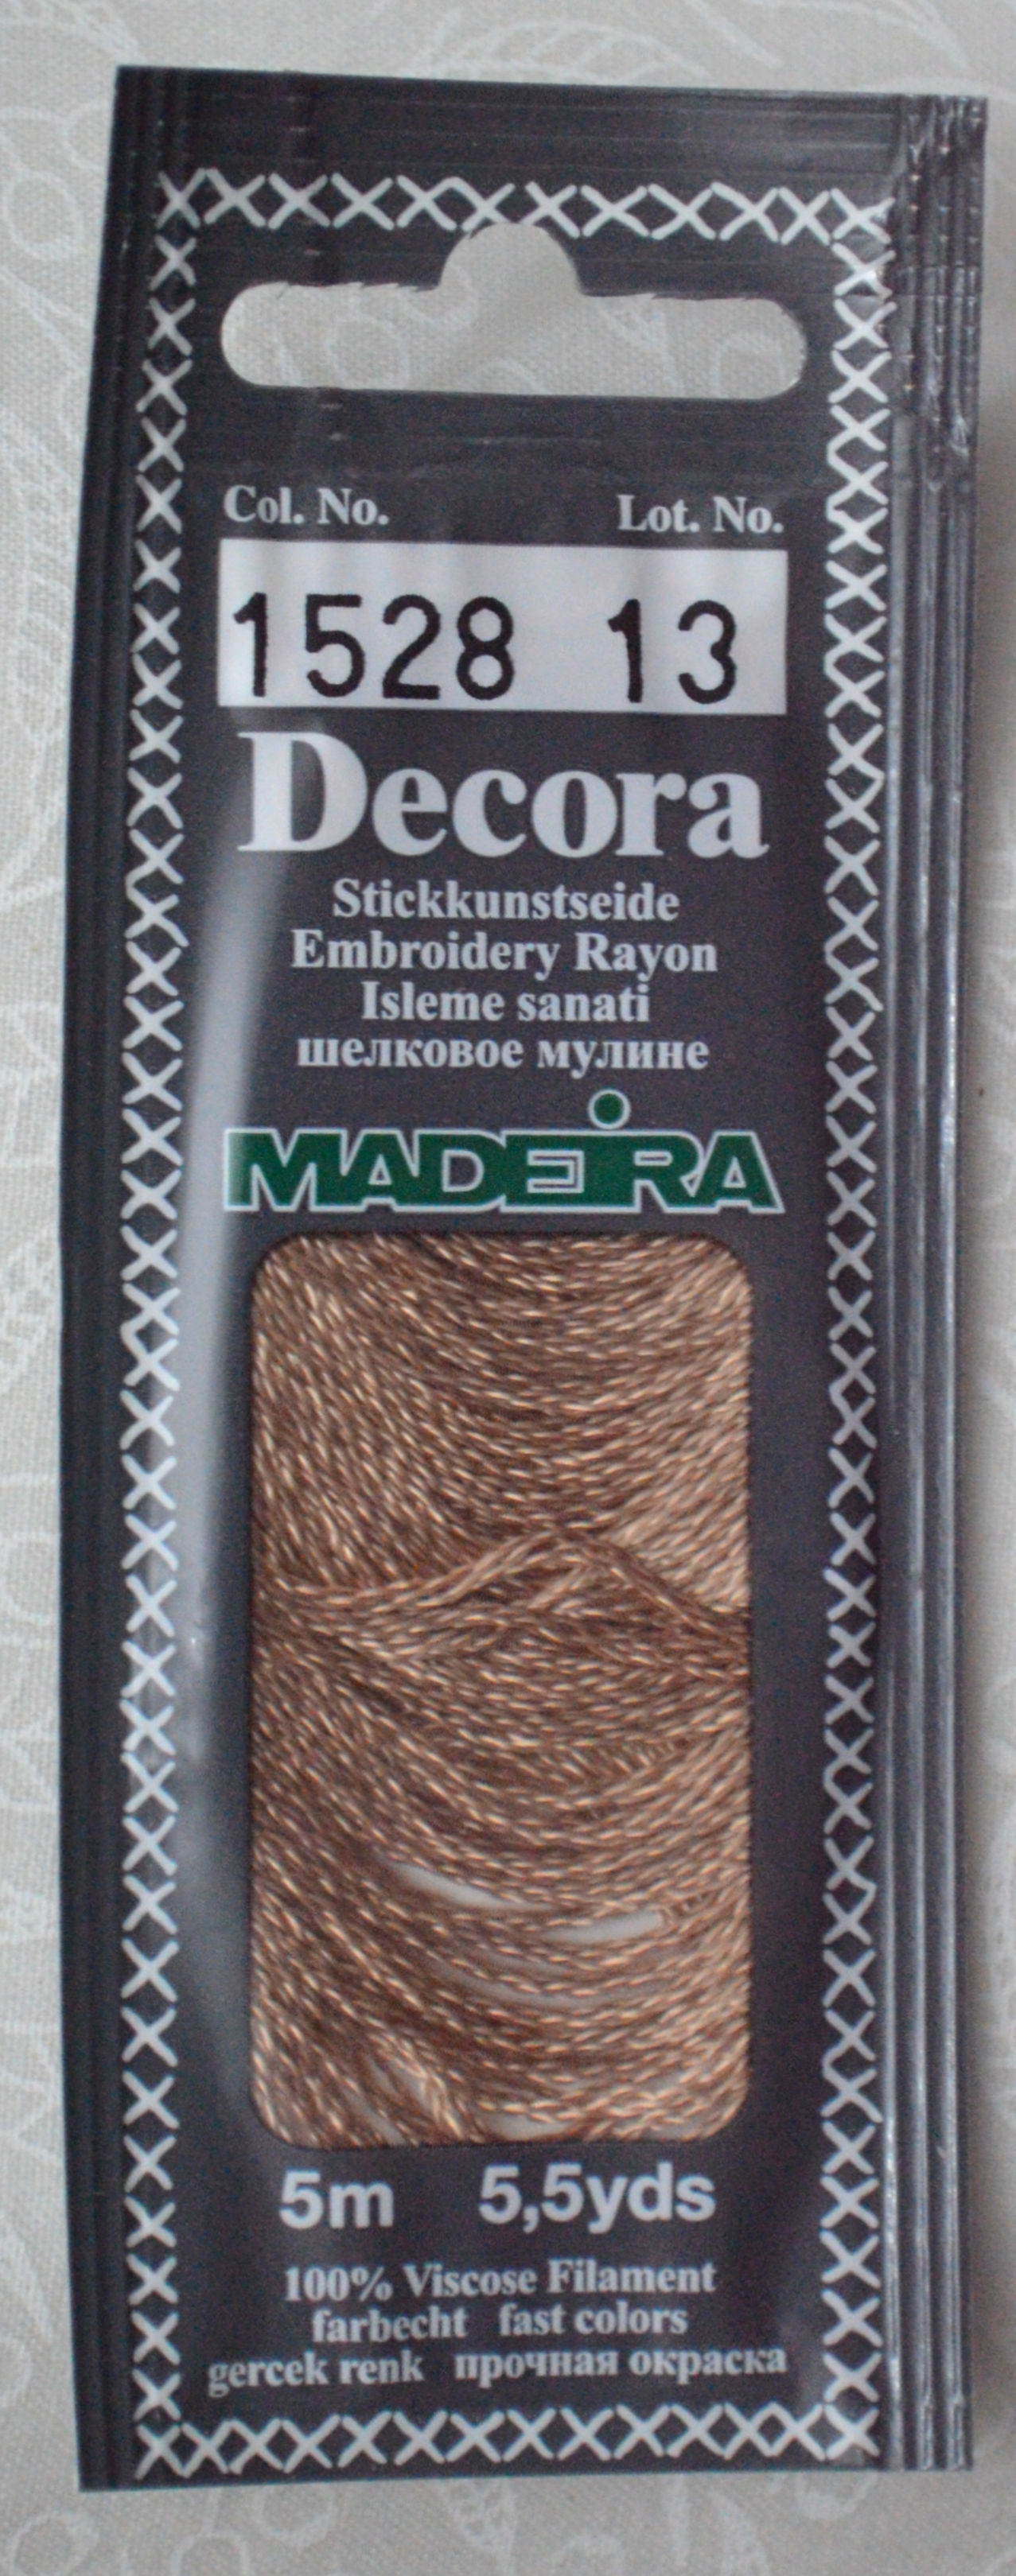 Col. No. Lot. No.
1528 13
Decora
Stickkunstseide
Embroidery Rayon
Isleme sanati
шелковое мулине
MADEIRA
5m 5,5yds
100% Viscose Filament
farbecht fast colors
gercek renk прочная окраска